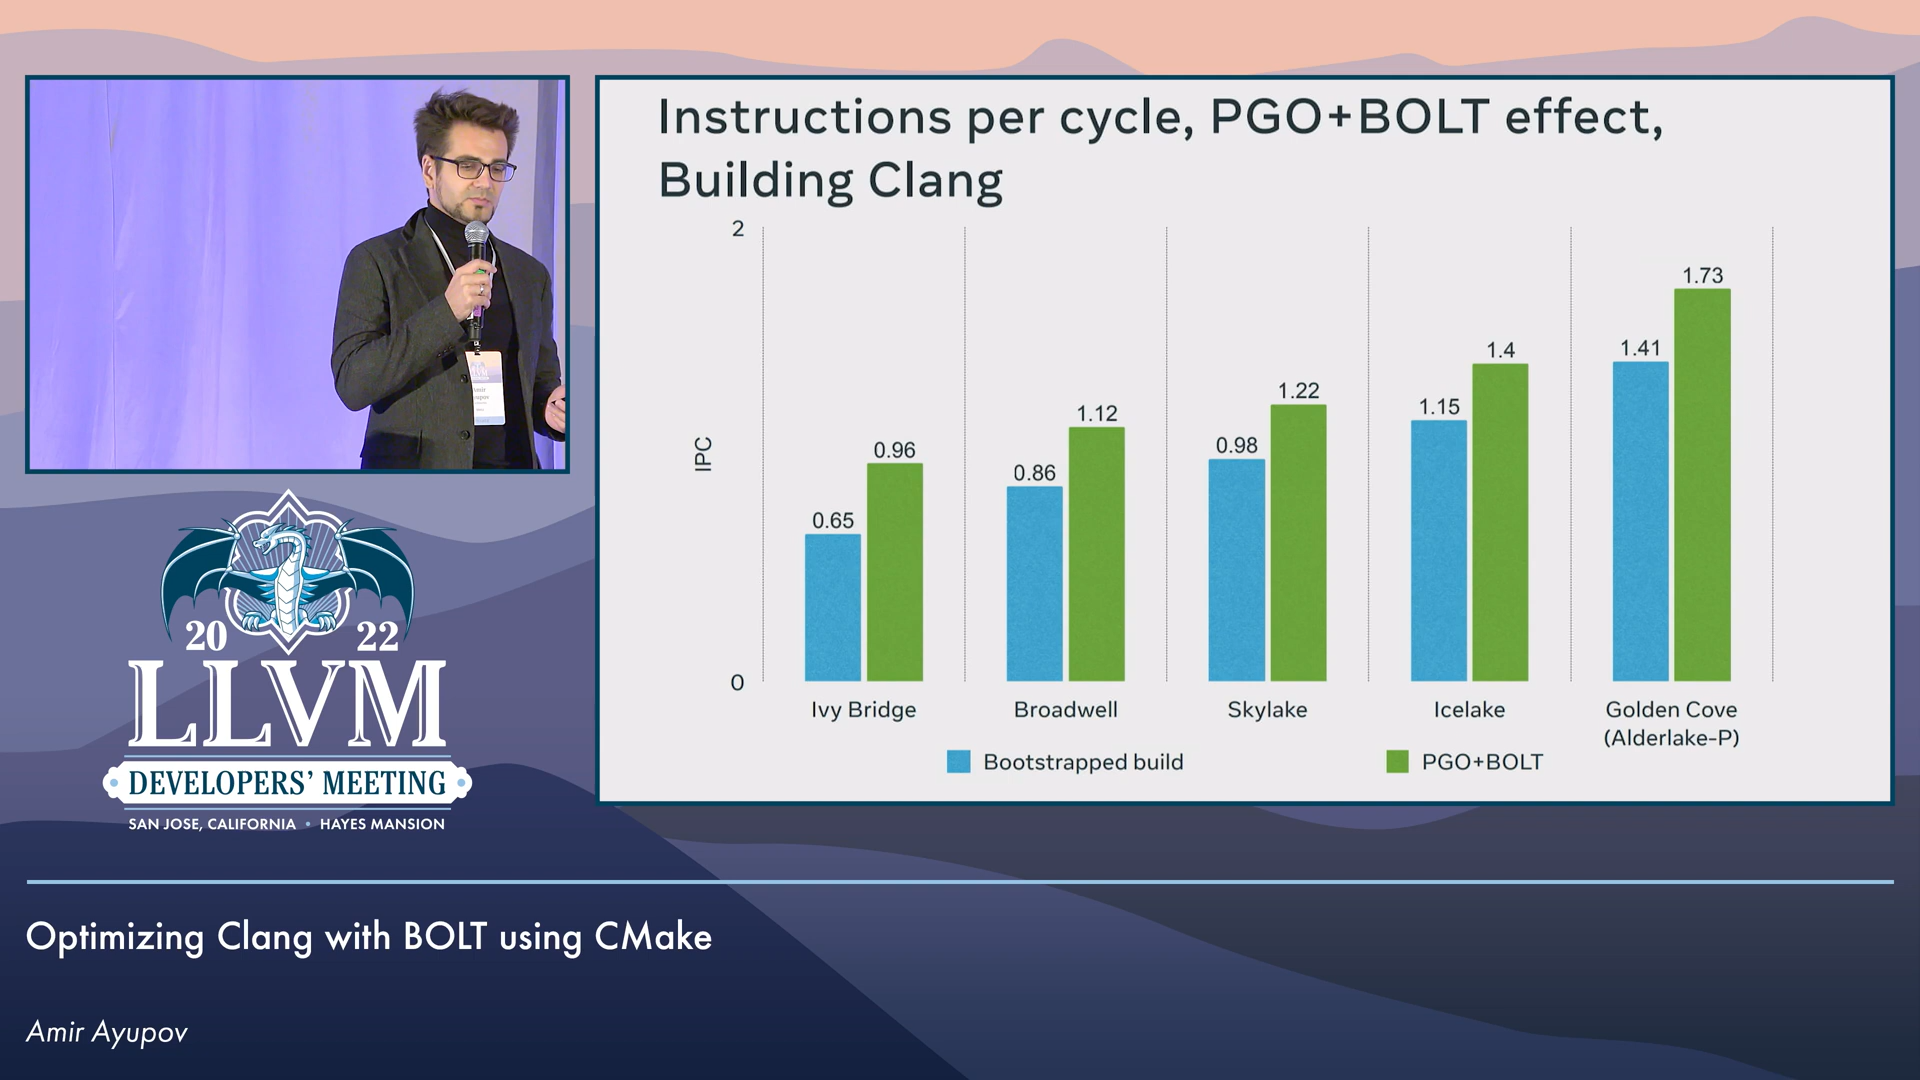 Instructions per cycle, PGO+BOLT effect,
Building Clang
2
1.73
1.41
1.4
1.22
1.15
1.12
0.98
0.96
0.86
0.65
IPC
0
Ivy Bridge
Broadwell
Skylake
Icelake
Golden Cove
(Alderlake-P)
Bootstrapped build
PGO+BOLT
20 22
LLVM
DEVELOPERS' MEETING
SAN JOSE, CALIFORNIA • HAYES MANSION
Optimizing Clang with BOLT using CMake
Amir Ayupov